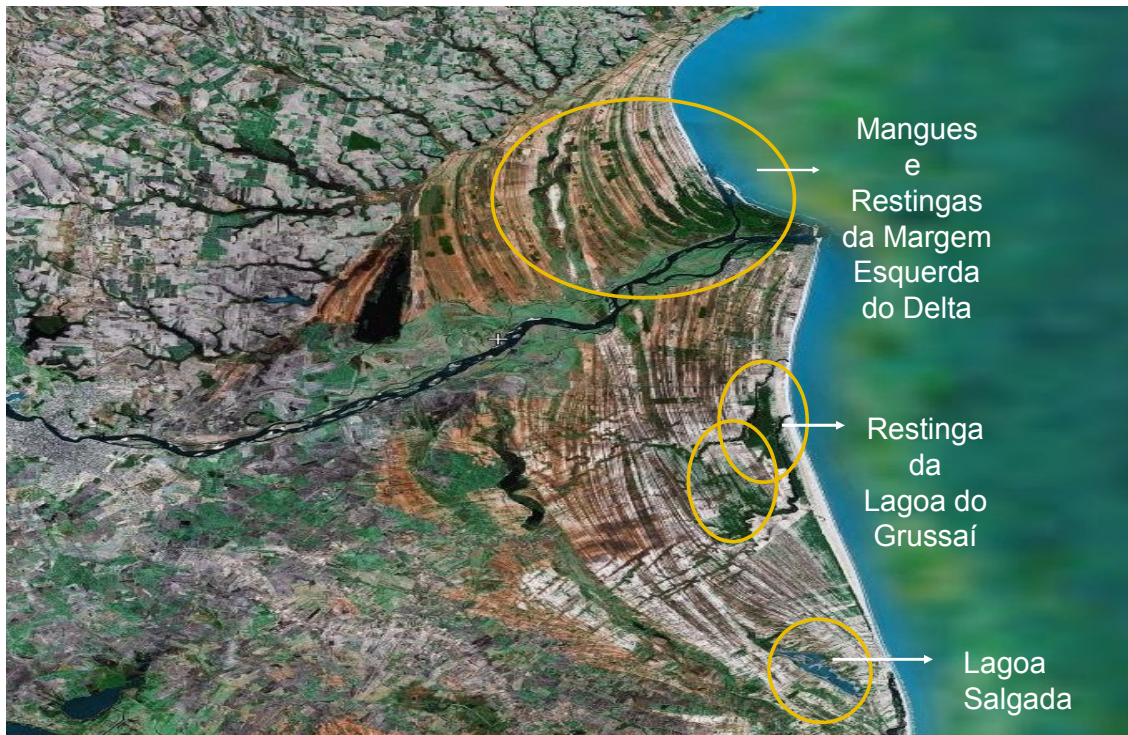 Mangues
e
Restingas
da Margem
Esquerda
do Delta
Restinga
da
Lagoa do
Grussaí
Lagoa
Salgada